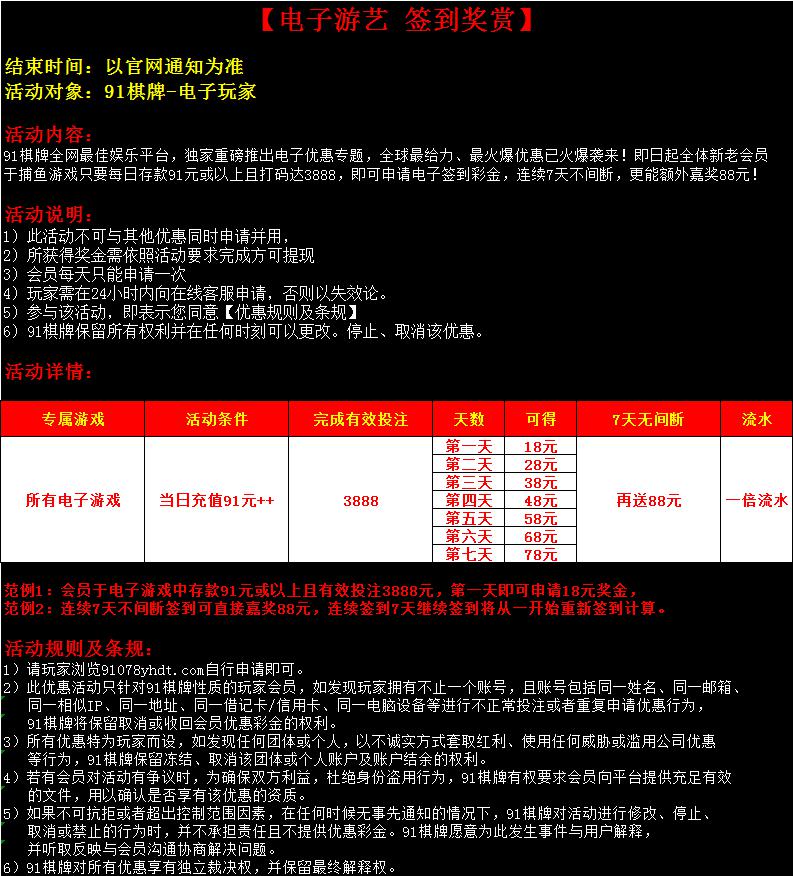 【电子游艺 签到奖赏】
结束时间：以官网通知为准
活动对象：91棋牌-电子玩家
活动内容：
91棋牌全网最佳娱乐平台，独家重磅推出电子优惠专题，全球最给力、最火爆优惠已火爆袭来！即日起全体新老会员
于捕鱼游戏只要每日存款91元或以上且打码达3888，即可申请电子签到彩金，连续7天不间断，更能额外嘉奖88元！
活动说明：
1）此活动不可与其他优惠同时申请并用，
2）所获得奖金需依照活动要求完成方可提现
3）会员每天只能申请一次
4）玩家需在24小时内向在线客服申请，否则以失效论。
5）参与该活动，即表示您同意【优惠规则及条规】
6）91棋牌保留所有权利并在任何时刻可以更改。停止、取消该优惠。
活动详情：
专属游戏 活动条件 完成有效投注 天数 可得 7天无间断 流水
第一天 18元
第二天 28元
第三天 38元
所有电子游戏 当日充值91元++ 3888 第四天 48元 再送88元 一倍流水
第五天 58元
第六天 68元
第七天 78元
范例1：会员于电子游戏中存款91元或以上且有效投注3888元，第一天即可申请18元奖金，
范例2：连续7天不间断签到可直接嘉奖88元，连续签到7天继续签到将从一开始重新签到计算。
活动规则及条规：
1）请玩家浏览91078yhdt.com自行申请即可。
2）此优惠活动只针对91棋牌性质的玩家会员，如发现玩家拥有不止一个账号，且账号包括同一姓名、同一邮箱、
同一相似IP、同一地址、同一借记卡/信用卡、同一电脑设备等进行不正常投注或者重复申请优惠行为，
91棋牌将保留取消或收回会员优惠彩金的权利。
3）所有优惠特为玩家而设，如发现任何团体或个人，以不诚实方式套取红利、使用任何威胁或滥用公司优惠
等行为，91棋牌保留冻结、取消该团体或个人账户及账户结余的权利。
4）若有会员对活动有争议时，为确保双方利益，杜绝身份盗用行为，91棋牌有权要求会员向平台提供充足有效
的文件，用以确认是否享有该优惠的资质。
5）如果不可抗拒或者超出控制范围因素，在任何时候无事先通知的情况下，91棋牌对活动进行修改、停止、
取消或禁止的行为时，并不承担责任且不提供优惠彩金。91棋牌愿意为此发生事件与用户解释，
并听取反映与会员沟通协商解决问题。
6）91棋牌对所有优惠享有独立裁决权，并保留最终解释权。